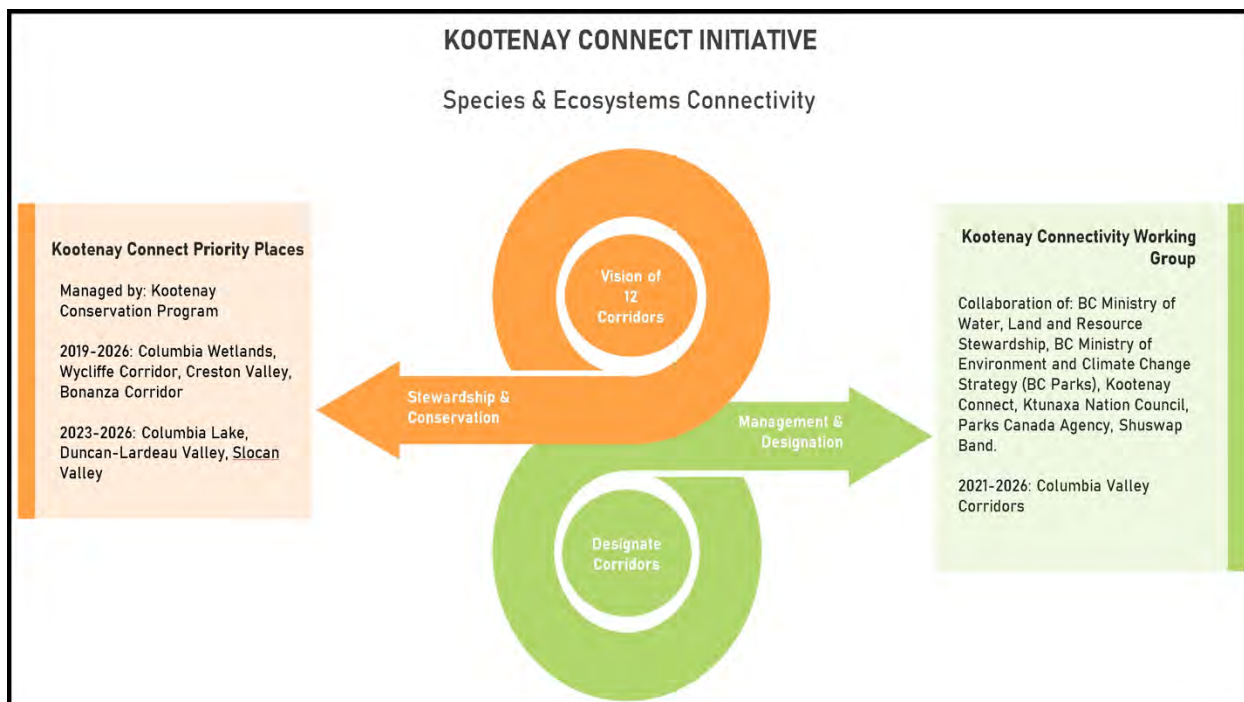 KOOTENAY CONNECT INITIATIVE
Species & Ecosystems Connectivity
Kootenay Connect Priority Places
Managed by: Kootenay
Conservation Program
2019-2026: Columbia Wetlands,
Wycliffe Corridor, Creston Valley,
Bonanza Corridor
2023-2026: Columbia Lake,
Duncan-Lardeau Valley, Slocan
Valley
Vision of
12
Corridors
Stewardship &
Conservation
Management &
Designation
Designate
Corridors
Kootenay Connectivity Working
Group
Collaboration of: BC Ministry of
Water, Land and Resource
Stewardship, BC Ministry of
Environment and Climate Change
Strategy (BC Parks), Kootenay
Connect, Ktunaxa Nation Council,
Parks Canada Agency, Shuswap
Band.
2021-2026: Columbia Valley
Corridors